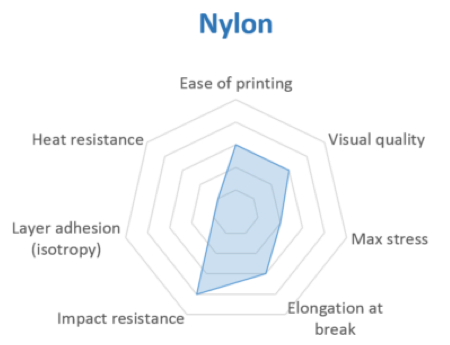 Nylon
Ease of printing
Heat resistance
Visual quality
Layer adhesion
(isotropy)
Max stress
Impact resistance
Elongation at
break